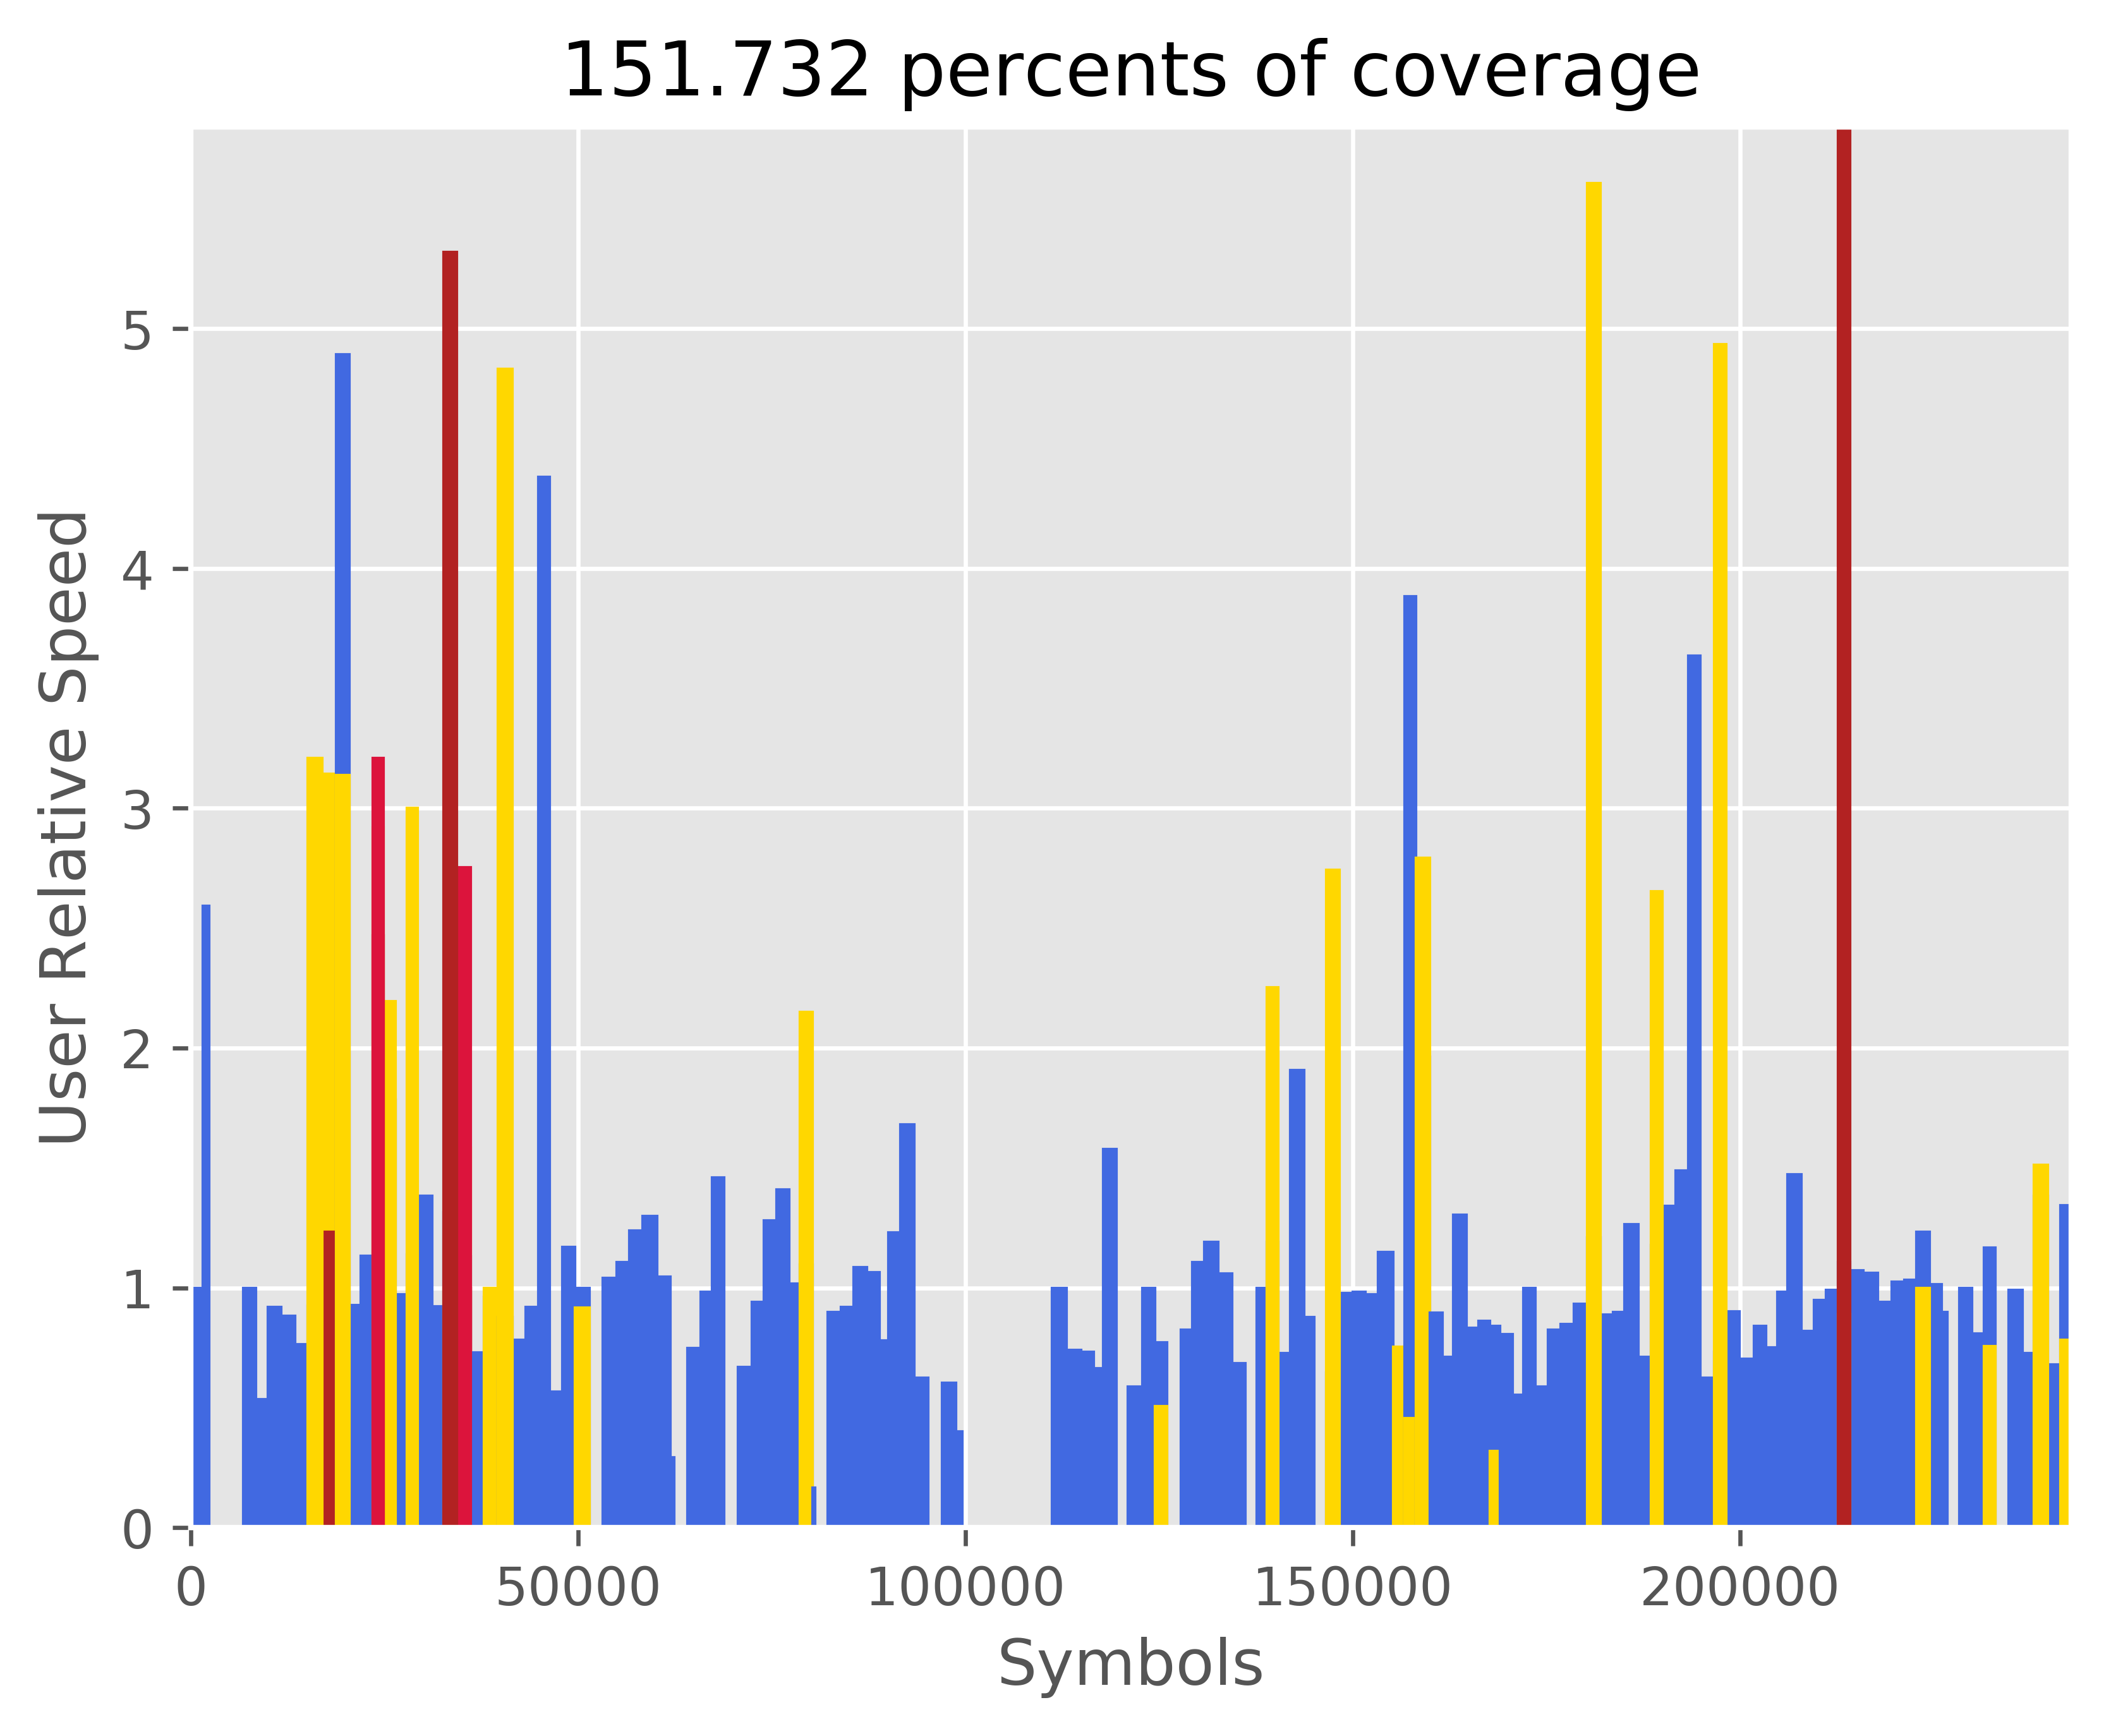 151.732 percents of coverage
User Relative Speed
5
4
3
2
1
0
0 50000 100000 150000 200000
Symbols